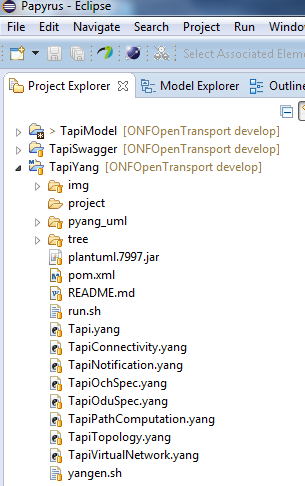 Papyrus - Eclipse
File Edit Navigate Search Project Run Window
Select Associated Elem
Project Explorer Model Explorer Outline
> TapiModel [ONFOpenTransport develop]
TapiSwagger [ONFOpenTransport develop]
TapiYang [ONFOpenTransport develop]
img
project
pyang_uml
tree
plantuml.7997.jar
pom.xml
README.md
run.sh
Tapi.yang
TapiConnectivity.yang
TapiNotification.yang
TapiOchSpec.yang
TapiOduSpec.yang
TapiPathComputation.yang
TapiTopology.yang
TapiVirtualNetwork.yang
yangen.sh